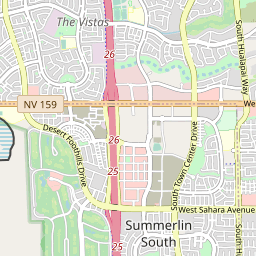 The Vistas
26
South Hualapai Way
NV 159
We
Desert Foothills Drive
26
South Town Center Drive
25
West Sahara Avenue
25
Summerlin
South
South H